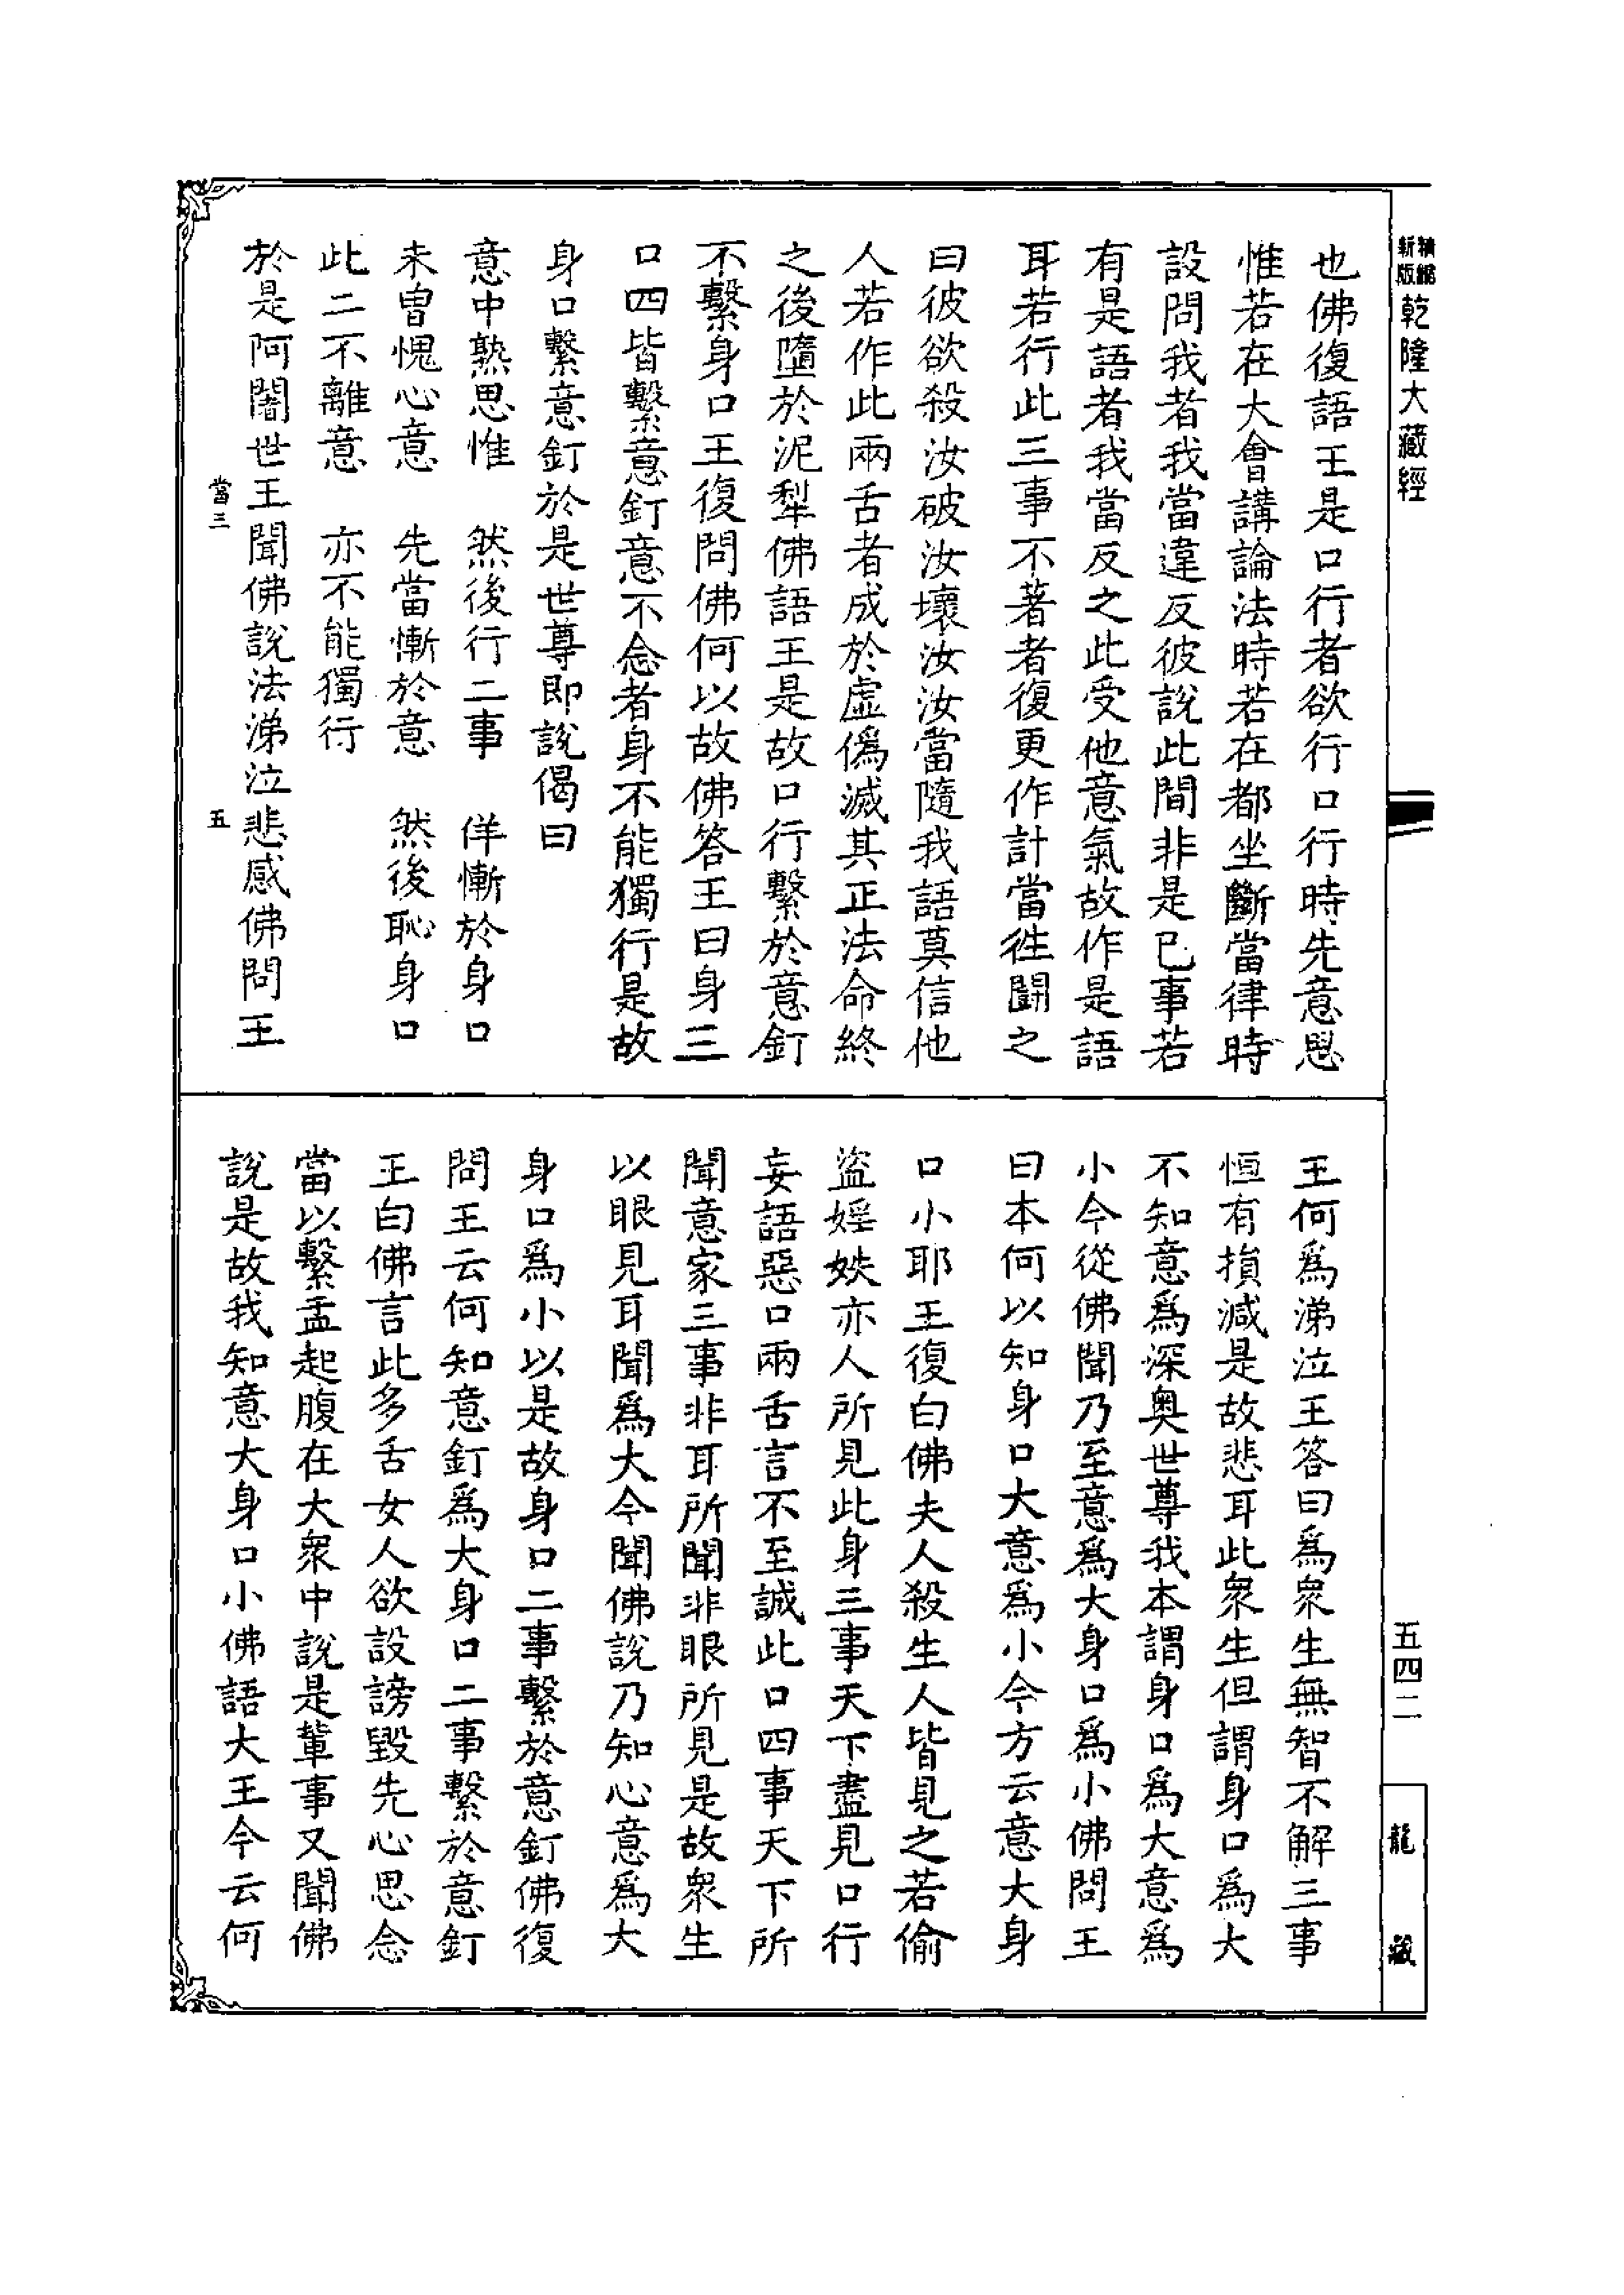 精縮新版
乾隆大藏經
也佛復語王是口行者欲行口行時先意思
惟若在大會講論法時若在都坐斷當律時
設問我者我當違反彼說此間非是已事若
有是語者我當反之此受他意氣故作是語
耳若行此三事不著者復更作計當往鬪之
曰彼欲殺汝破汝壞汝汝當隨我語莫信他
人若作此兩舌者成於虛僞滅其正法命終
之後墮於泥犁佛語王是故口行繫於意釘
不繫身口王復問佛何以故佛答王曰身三
口四皆繫意釘意不念者身不能獨行是故
身口繫意釘於是世尊即說偈曰
意中熟思惟　然後行二事　佯慚於身口
未曾愧心意　先當慚於意　然後恥身口
此二不離意　亦不能獨行
於是阿闍世王聞佛說法涕泣悲感佛問王
當三　五
王何爲涕泣王答曰爲衆生無智不解三事
恒有損減是故悲耳此衆生但謂身口爲大
不知意爲深奥世尊我本謂身口爲大意爲
小今從佛聞乃至意爲大身口爲小佛問王
曰本何以知身口大意爲小今方云意大身
口小耶王復白佛夫人殺生人皆見之若偷
盜婬妷亦人所見此身三事天下盡見口行
妄語惡口兩舌言不至誠此口四事天下所
聞意家三事非耳所聞非眼所見是故衆生
以眼見耳聞爲大今聞佛說乃知心意爲大
身口爲小以是故身口二事繫於意釘佛復
問王云何知意釘爲大身口二事繫於意釘
王白佛言此多舌女人欲設謗毀先心思念
當以繫盂起腹在大衆中說是軰事又聞佛
說是故我知意大身口小佛語大王今云何
五四二
龍藏